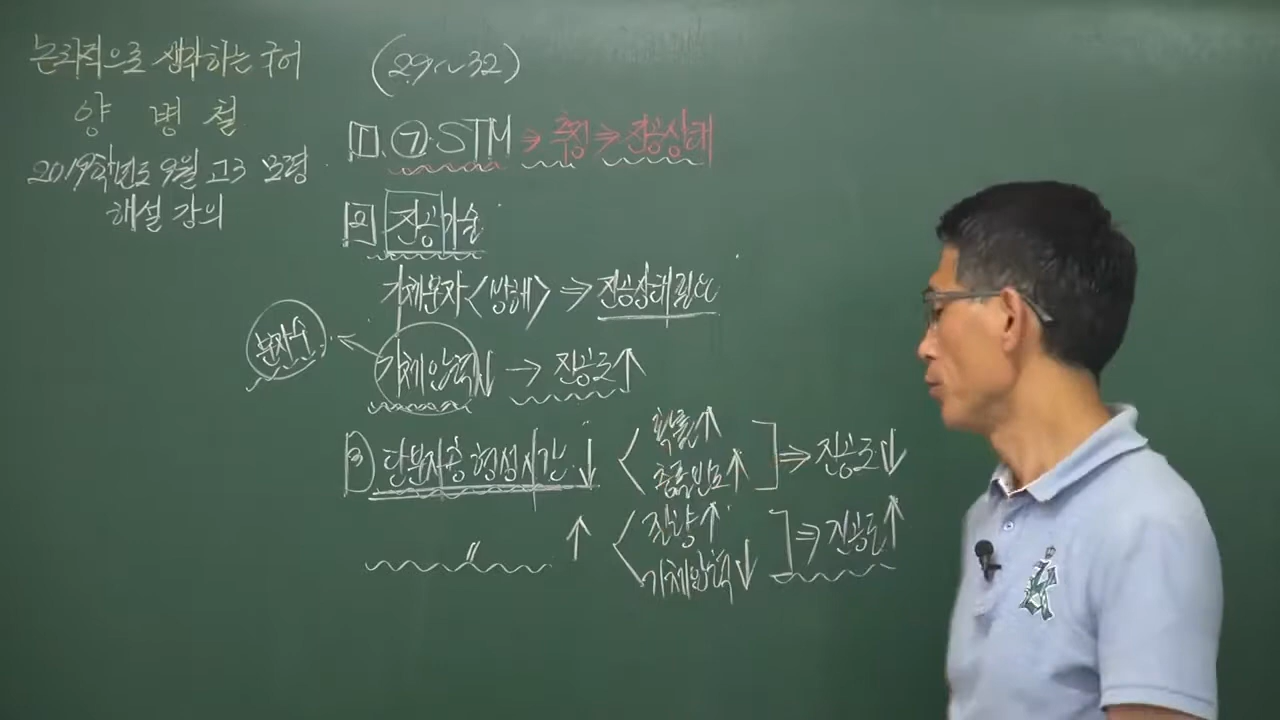 논리적으로 생각하는 국어
양 병 철
2019학년도 9월 고3 모평
해설 강의
(29~32)
1 ㉠ STM ⇒ 측정 ⇒ 진공상태
2 진공기술
기체분자 <방해> ⇒ 진공상태 필요
분자수 ← 기체압력↓ → 진공도↑
3 단분자층 형성시간 ↓ < 확률↑ 충돌빈도↑ ] ⇒ 진공도↓
〃 ↑ < 질량↑ 기체압력↓ ] ⇒ 진공도↑